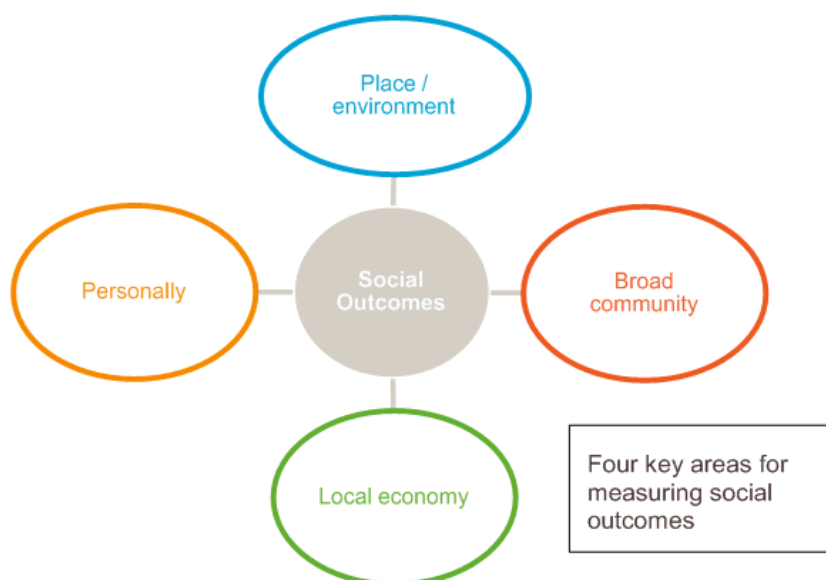 Place /
environment
Personally
Social
Outcomes
Broad
community
Local economy
Four key areas for
measuring social
outcomes